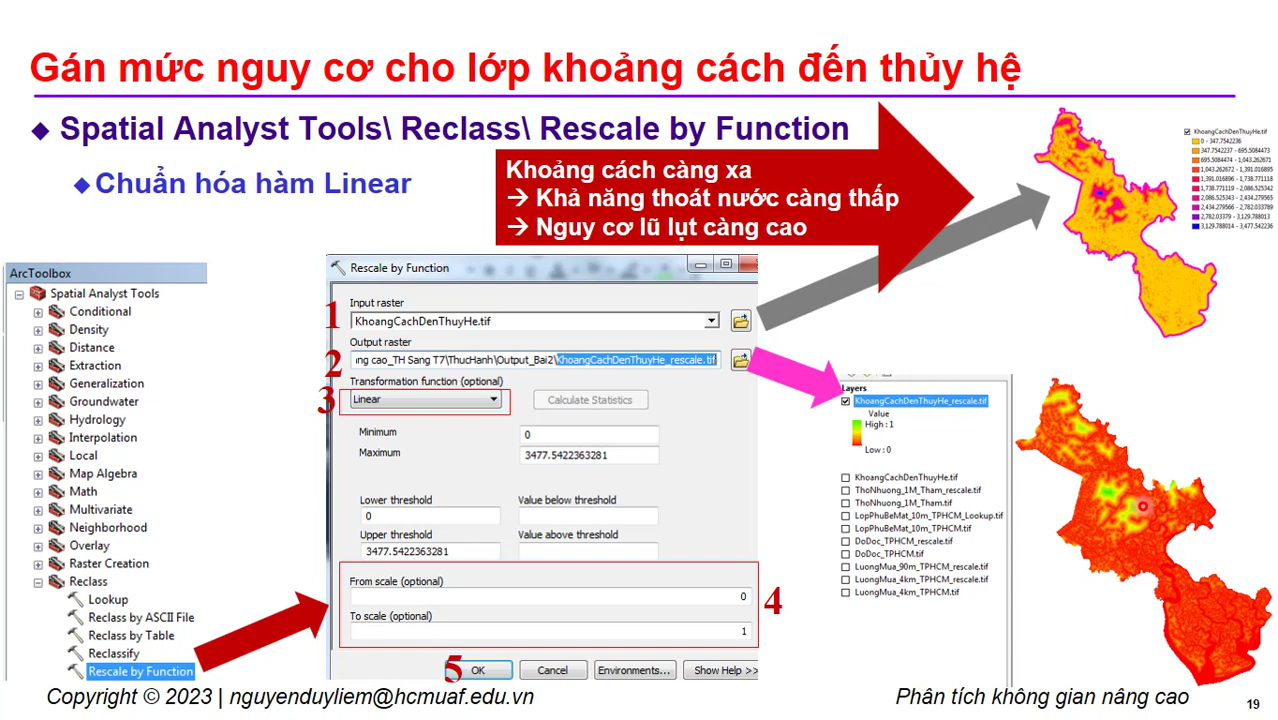 Gán mức nguy cơ cho lớp khoảng cách đến thủy hệ
Spatial Analyst Tools\ Reclass\ Rescale by Function
Chuẩn hóa hàm Linear
Khoảng cách càng xa
→ Khả năng thoát nước càng thấp
→ Nguy cơ lũ lụt càng cao
KhoangCachDenThuyHe.tif
0 - 347.7542236
347.7542237 - 695.5084473
695.5084474 - 1,043.262671
1,043.262672 - 1,391.016895
1,391.016896 - 1,738.771118
1,738.771119 - 2,086.525342
2,086.525343 - 2,434.279565
2,434.279566 - 2,782.033789
2,782.03379 - 3,129.788013
3,129.788014 - 3,477.542236
ArcToolbox
Spatial Analyst Tools
Conditional
Density
Distance
Extraction
Generalization
Groundwater
Hydrology
Interpolation
Local
Map Algebra
Math
Multivariate
Neighborhood
Overlay
Raster Creation
Reclass
Lookup
Reclass by ASCII File
Reclass by Table
Reclassify
Rescale by Function
Rescale by Function
1
Input raster
KhoangCachDenThuyHe.tif
2
Output raster
ng cao_TH Sang T7\ThucHanh\Output_Bai2\KhoangCachDenThuyHe_rescale.tif
3
Transformation function (optional)
Linear
Calculate Statistics
Minimum
0
Maximum
3477.5422363281
Lower threshold
Value below threshold
0
Upper threshold
Value above threshold
3477.5422363281
From scale (optional)
0
4
To scale (optional)
1
5
OK
Cancel
Environments...
Show Help >>
Layers
KhoangCachDenThuyHe_rescale.tif
Value
High : 1
Low : 0
KhoangCachDenThuyHe.tif
ThoNhuong_1M_Tham_rescale.tif
ThoNhuong_1M_Tham.tif
LopPhuBeMat_10m_TPHCM_Lookup.tif
LopPhuBeMat_10m_TPHCM.tif
DoDoc_TPHCM_rescale.tif
DoDoc_TPHCM.tif
LuongMua_90m_TPHCM_rescale.tif
LuongMua_4km_TPHCM_rescale.tif
LuongMua_4km_TPHCM.tif
Copyright © 2023 | nguyenduyliem@hcmuaf.edu.vn
Phân tích không gian nâng cao
19